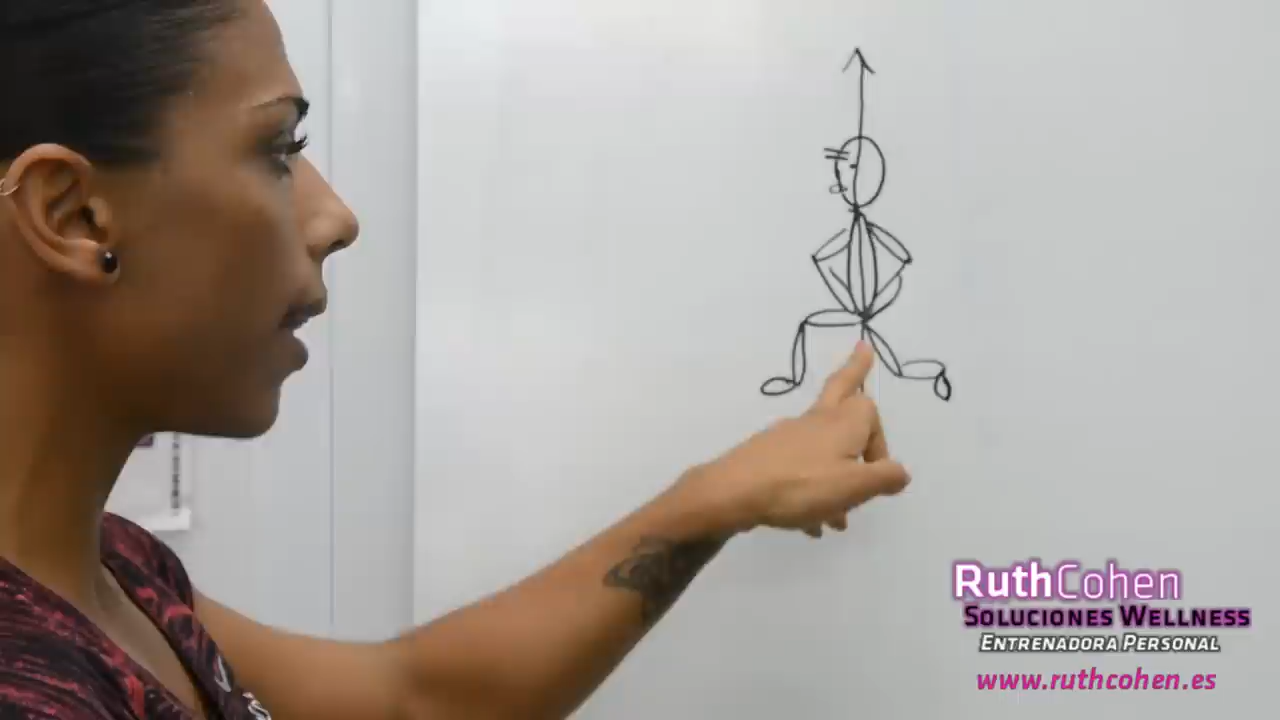 RuthCohen
Soluciones Wellness
Entrenadora Personal
www.ruthcohen.es